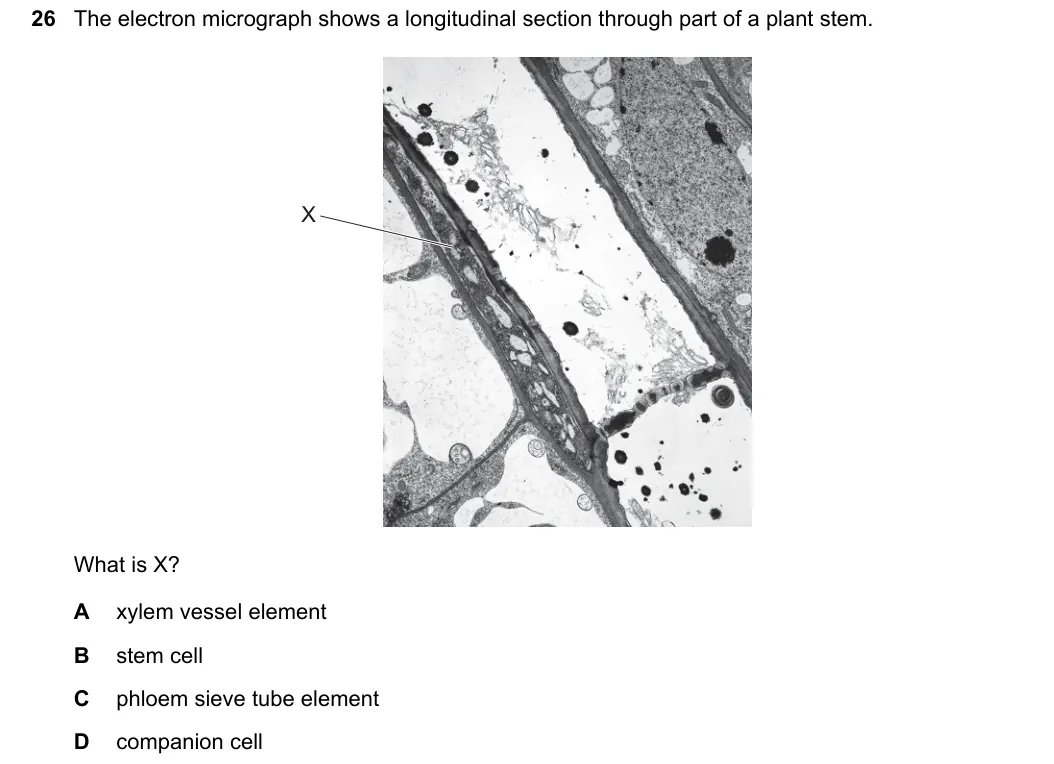 26 The electron micrograph shows a longitudinal section through part of a plant stem.
X
What is X?
A xylem vessel element
B stem cell
C phloem sieve tube element
D companion cell